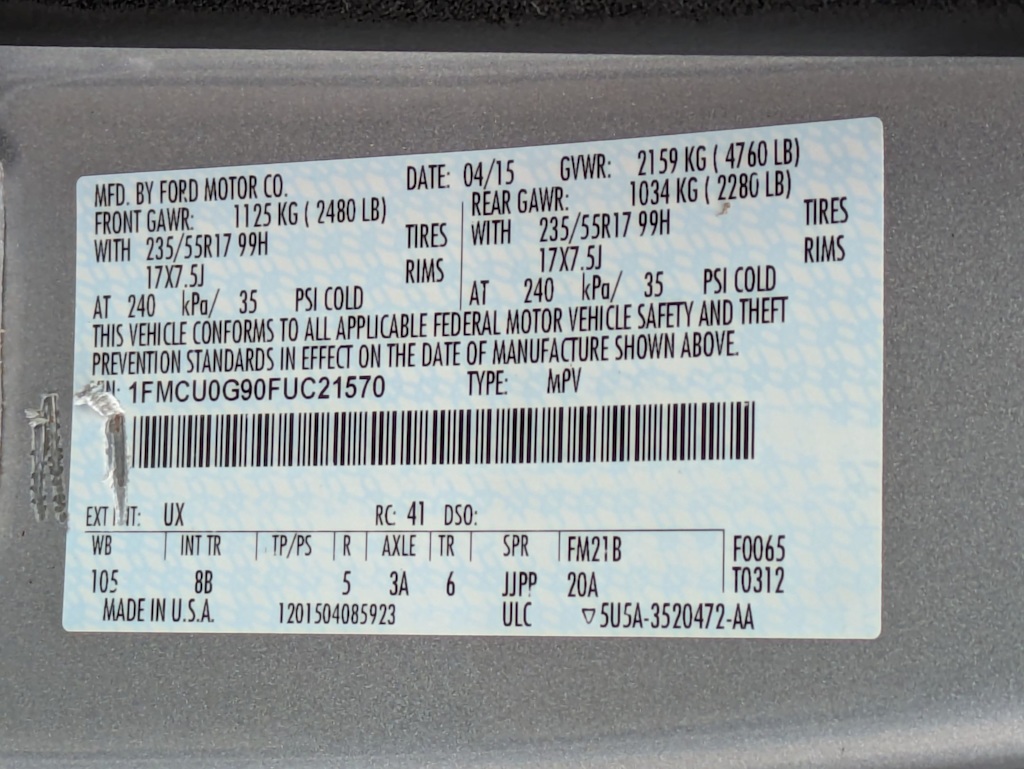 MFD. BY FORD MOTOR CO. DATE: 04/15 GVWR: 2159 KG ( 4760 LB)
FRONT GAWR: 1125 KG ( 2480 LB) REAR GAWR: 1034 KG ( 2280 LB)
WITH 235/55R17 99H TIRES WITH 235/55R17 99H TIRES
17X7.5J RIMS 17X7.5J RIMS
AT 240 kPa/ 35 PSI COLD AT 240 kPa/ 35 PSI COLD
THIS VEHICLE CONFORMS TO ALL APPLICABLE FEDERAL MOTOR VEHICLE SAFETY AND THEFT
PREVENTION STANDARDS IN EFFECT ON THE DATE OF MANUFACTURE SHOWN ABOVE.
1FMCU0G90FUC21570 TYPE: MPV
EXT UX RC: 41 DSO:
WB INT TR TP/PS R AXLE TR SPR FM21B F0065
105 8B 5 3A 6 JJPP 20A T0312
MADE IN U.S.A. 1201504085923 ULC ▽5U5A-3520472-AA